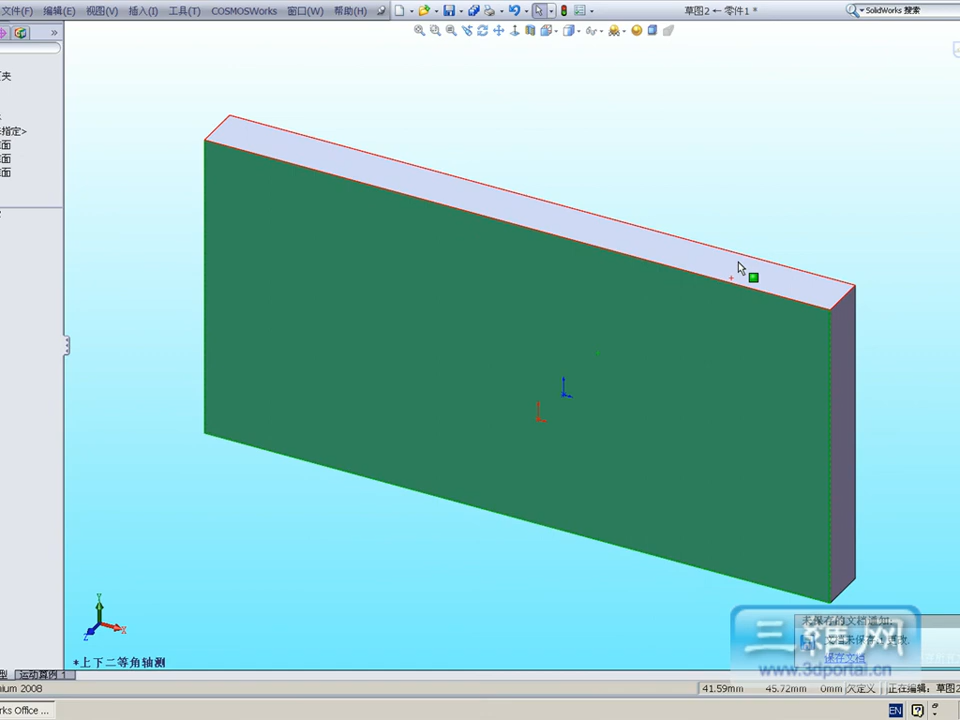 文件(F) 编辑(E) 视图(V) 插入(I) 工具(T) COSMOSWorks 窗口(W) 帮助(H) 草图2 ← 零件1 * SolidWorks 搜索
夹
指定>
面
面
面
Y
X
Z
*上下二等角轴测
未保存的文档通知:
保存文档
三维网
www.3dportal.cn
型 运动算例 1
nium 2008 41.59mm 45.72mm 0mm 欠定义 正在编辑: 草图2
rks Office ... EN